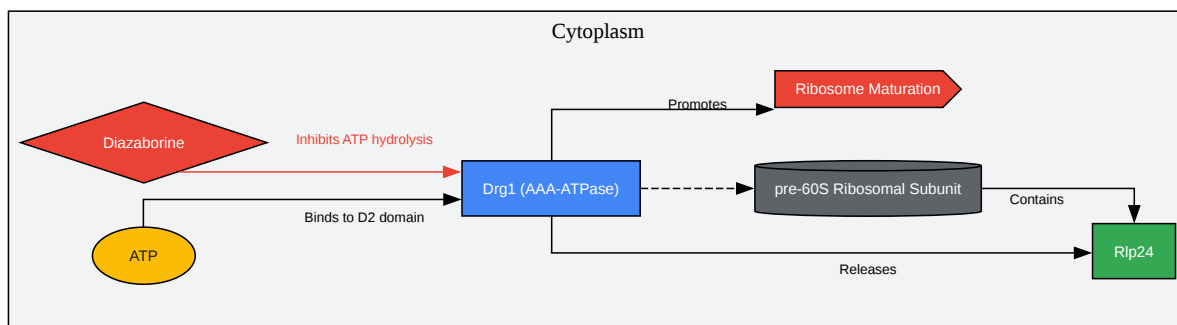 Cytoplasm
Ribosome Maturation
Promotes
Diazaborine
Inhibits ATP hydrolysis
Drg1 (AAA-ATPase)
pre-60S Ribosomal Subunit
Contains
Binds to D2 domain
ATP
Rlp24
Releases